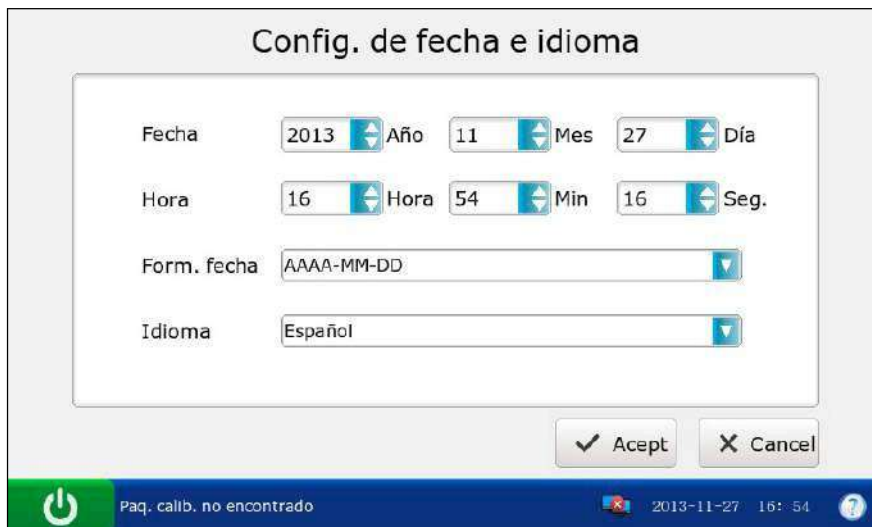 Config. de fecha e idioma
Fecha 2013 Año 11 Mes 27 Día
Hora 16 Hora 54 Min 16 Seg.
Form. fecha AAAA-MM-DD
Idioma Español
Acept Cancel
Paq. calib. no encontrado 2013-11-27 16: 54 ?